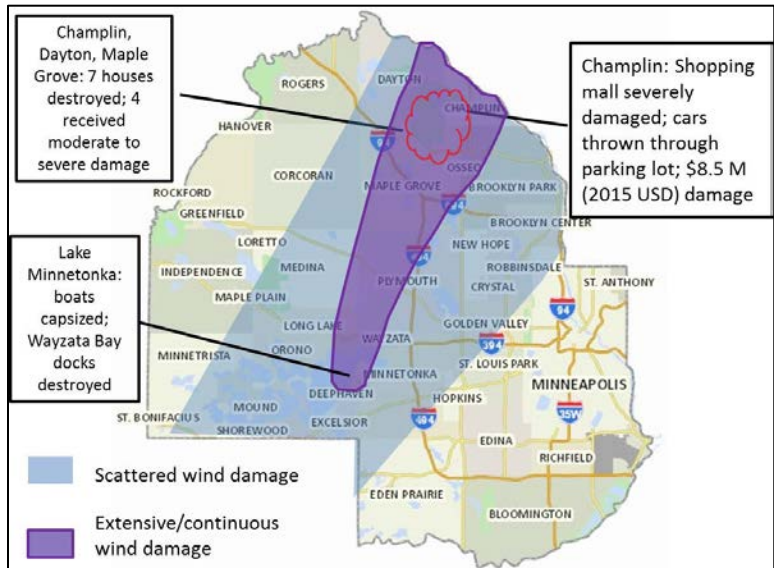 Champlin,
Dayton, Maple
Grove: 7 houses
destroyed; 4
received
moderate to
severe damage
Champlin: Shopping
mall severely
damaged; cars
thrown through
parking lot; $8.5 M
(2015 USD) damage
Lake
Minnetonka:
boats
capsized;
Wayzata Bay
docks
destroyed
DAYTON
ROGERS
CHAMPLIN
HANOVER
OSSEO
CORCORAN
MAPLE GROVE
BROOKLYN PARK
ROCKFORD
GREENFIELD
BROOKLYN CENTER
LORETTO
NEW HOPE
ROBBINSDALE
INDEPENDENCE
MEDINA
PLYMOUTH
CRYSTAL
ST. ANTHONY
MAPLE PLAIN
94
LONG LAKE
GOLDEN VALLEY
WAYZATA
394
MINNETRISTA
ORONO
ST. LOUIS PARK
MINNETONKA
MINNEAPOLIS
DEEPHAVEN
HOPKINS
MOUND
ST. BONIFACIUS
EXCELSIOR
494
35W
SHOREWOOD
EDINA
RICHFIELD
EDEN PRAIRIE
BLOOMINGTON
Scattered wind damage
Extensive/continuous
wind damage